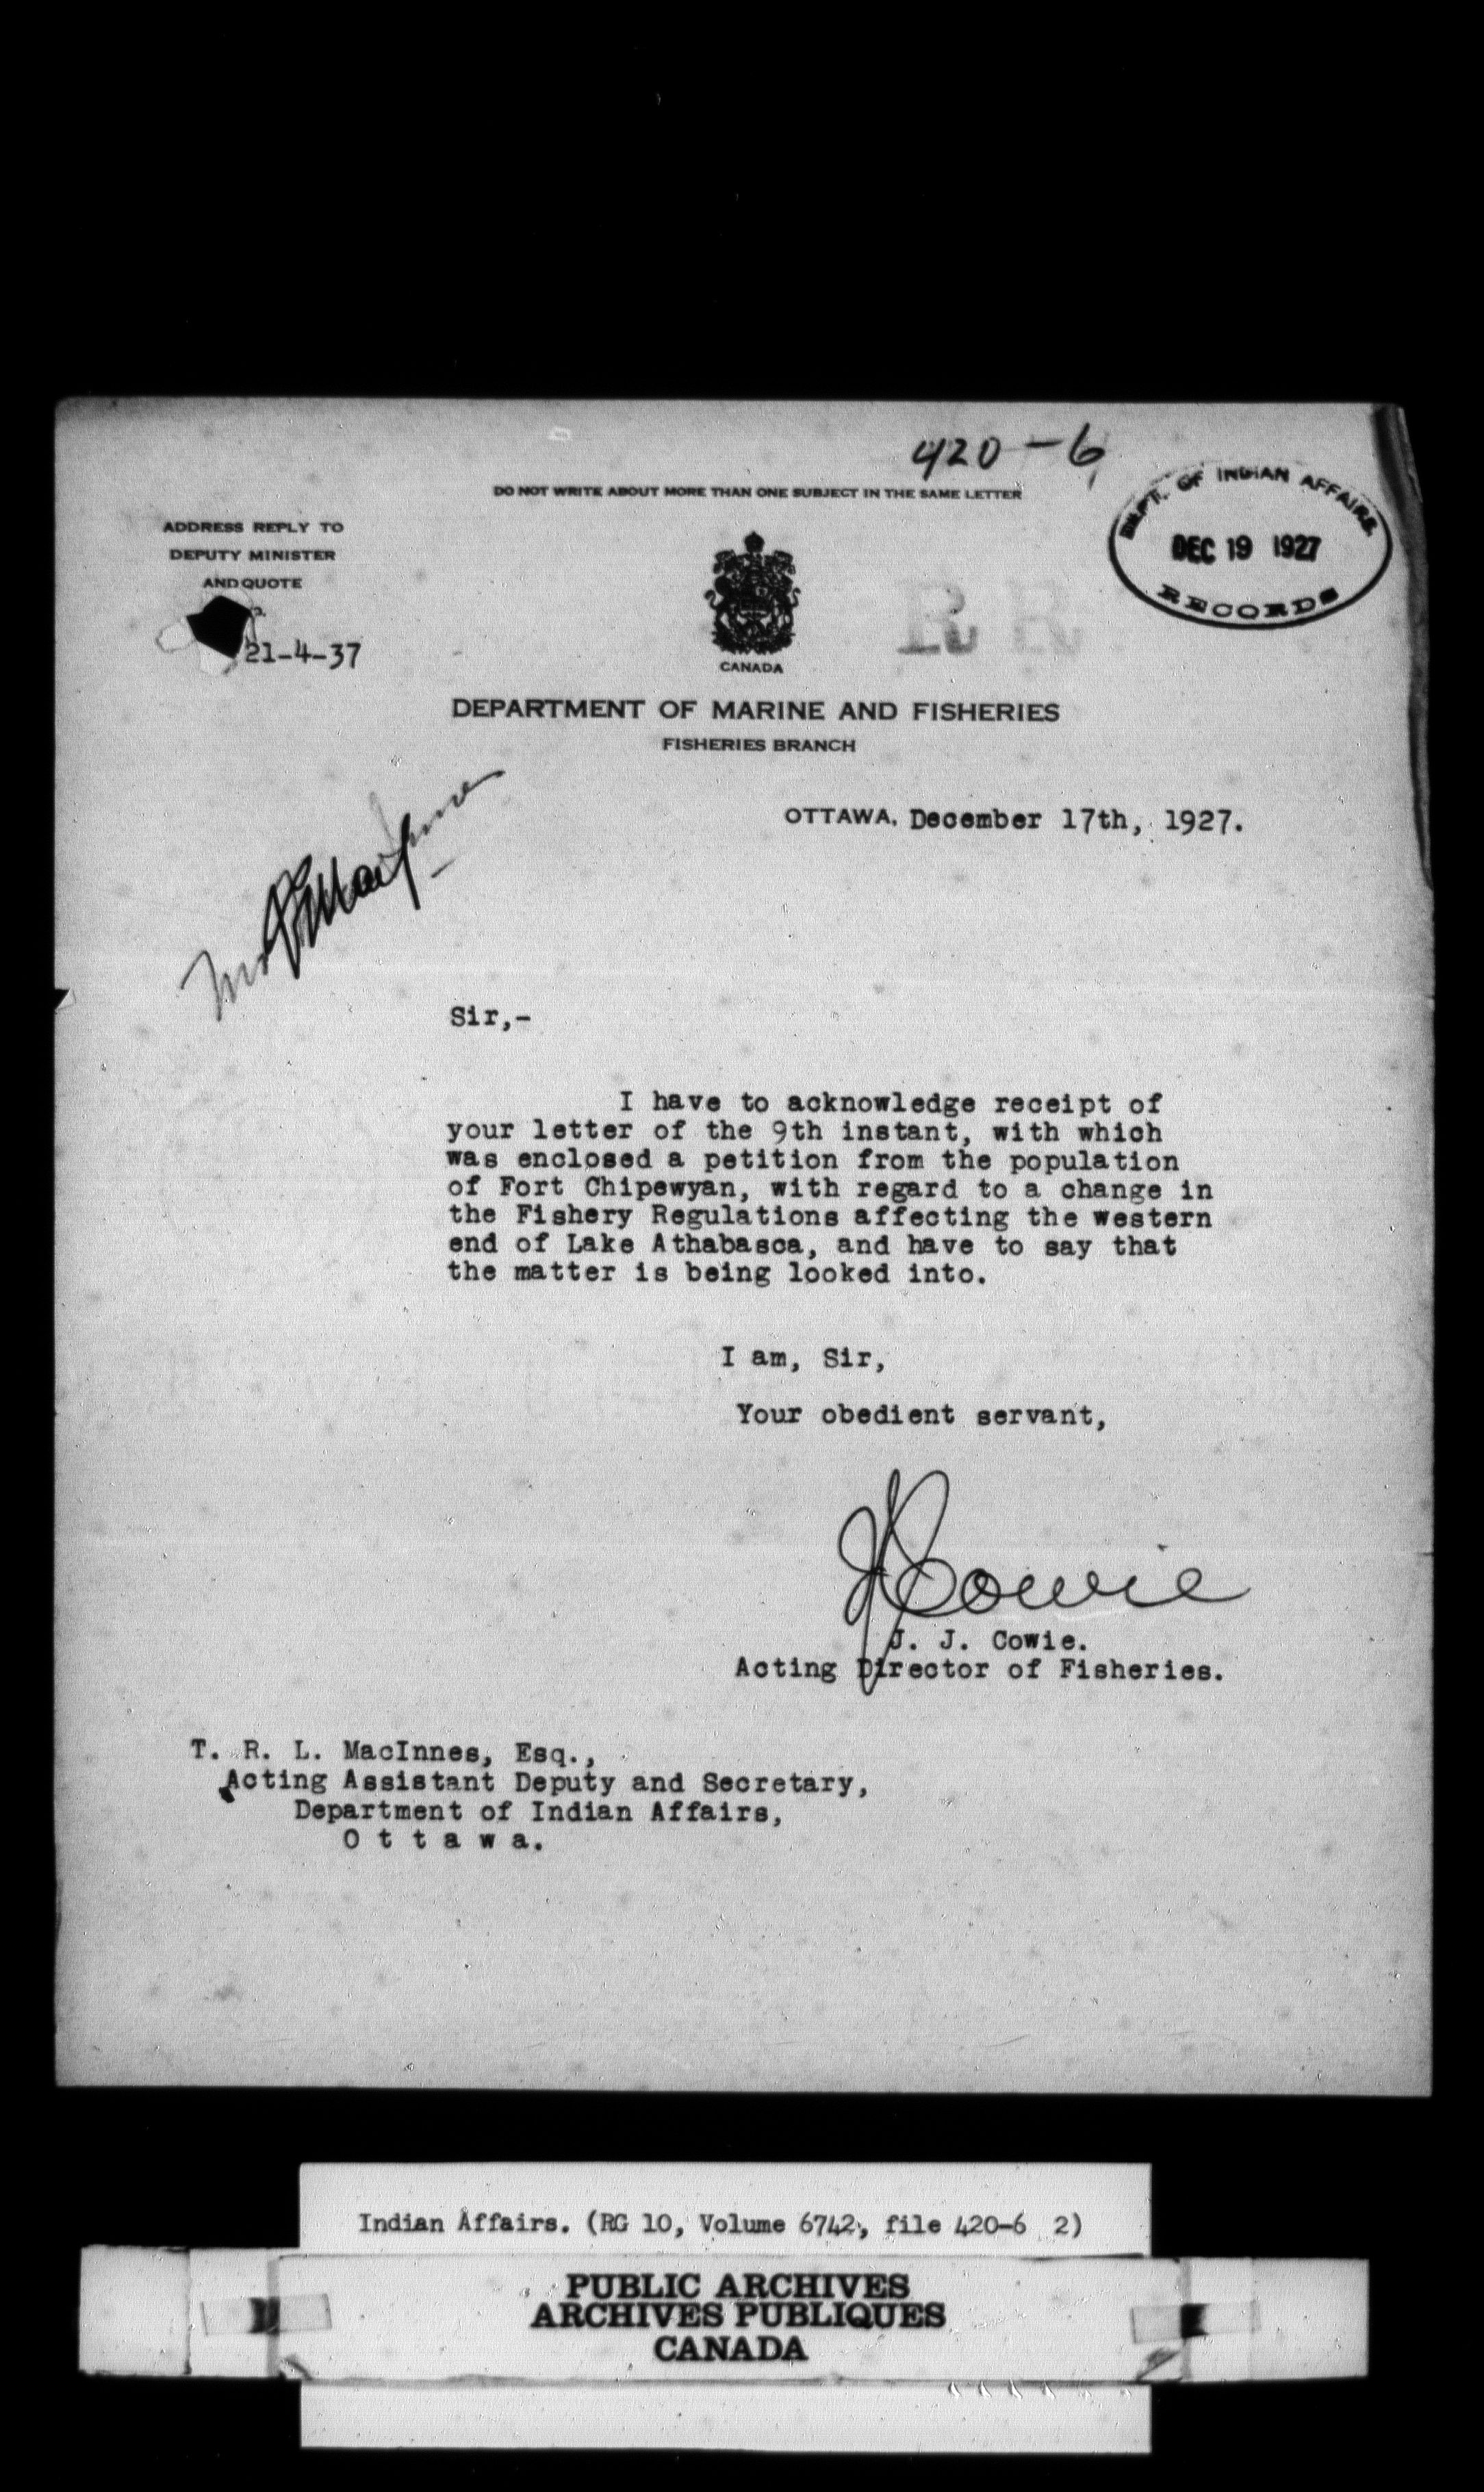 420-6
DO NOT WRITE ABOUT MORE THAN ONE SUBJECT IN THE SAME LETTER
DEPT. OF INDIAN AFFAIRS
DEC 19 1927
RECORDS
ADDRESS REPLY TO
DEPUTY MINISTER
AND QUOTE
21-4-37
CANADA
DEPARTMENT OF MARINE AND FISHERIES
FISHERIES BRANCH
OTTAWA, December 17th, 1927.
Sir,-
I have to acknowledge receipt of
your letter of the 9th instant, with which
was enclosed a petition from the population
of Fort Chipewyan, with regard to a change in
the Fishery Regulations affecting the western
end of Lake Athabasca, and have to say that
the matter is being looked into.
I am, Sir,
Your obedient servant,
JJCowie
J. J. Cowie.
Acting Director of Fisheries.
T. R. L. MacInnes, Esq.,
Acting Assistant Deputy and Secretary,
Department of Indian Affairs,
O t t a w a.
Indian Affairs. (RG 10, Volume 6742, file 420-6 2)
PUBLIC ARCHIVES
ARCHIVES PUBLIQUES
CANADA